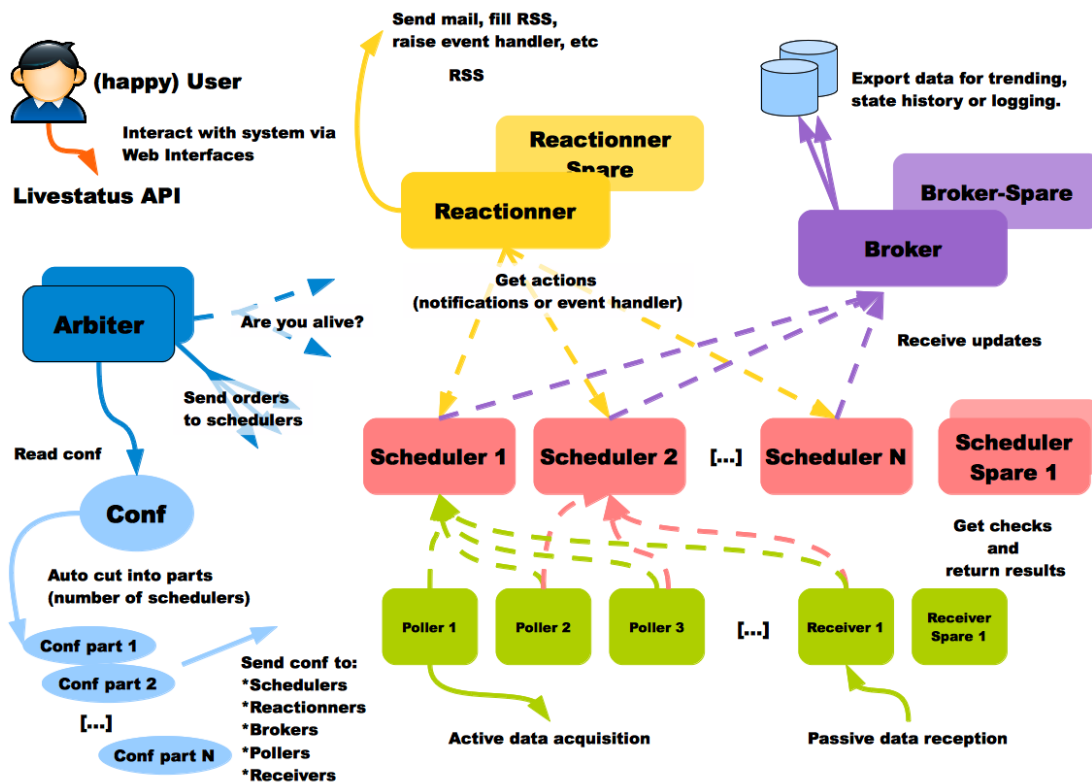 (happy) User
Interact with system via
Web Interfaces
Livestatus API
Send mail, fill RSS,
raise event handler, etc
RSS
Reactionner
Spare
Reactionner
Export data for trending,
state history or logging.
Broker-Spare
Broker
Arbiter
Are you alive?
Send orders
to schedulers
Get actions
(notifications or event handler)
Receive updates
Read conf
Conf
Scheduler 1
Scheduler 2
[...]
Scheduler N
Scheduler
Spare 1
Get checks
and
return results
Auto cut into parts
(number of schedulers)
Conf part 1
Conf part 2
[...]
Conf part N
Send conf to:
*Schedulers
*Reactionners
*Brokers
*Pollers
*Receivers
Poller 1
Poller 2
Poller 3
[...]
Receiver 1
Receiver
Spare 1
Active data acquisition
Passive data reception